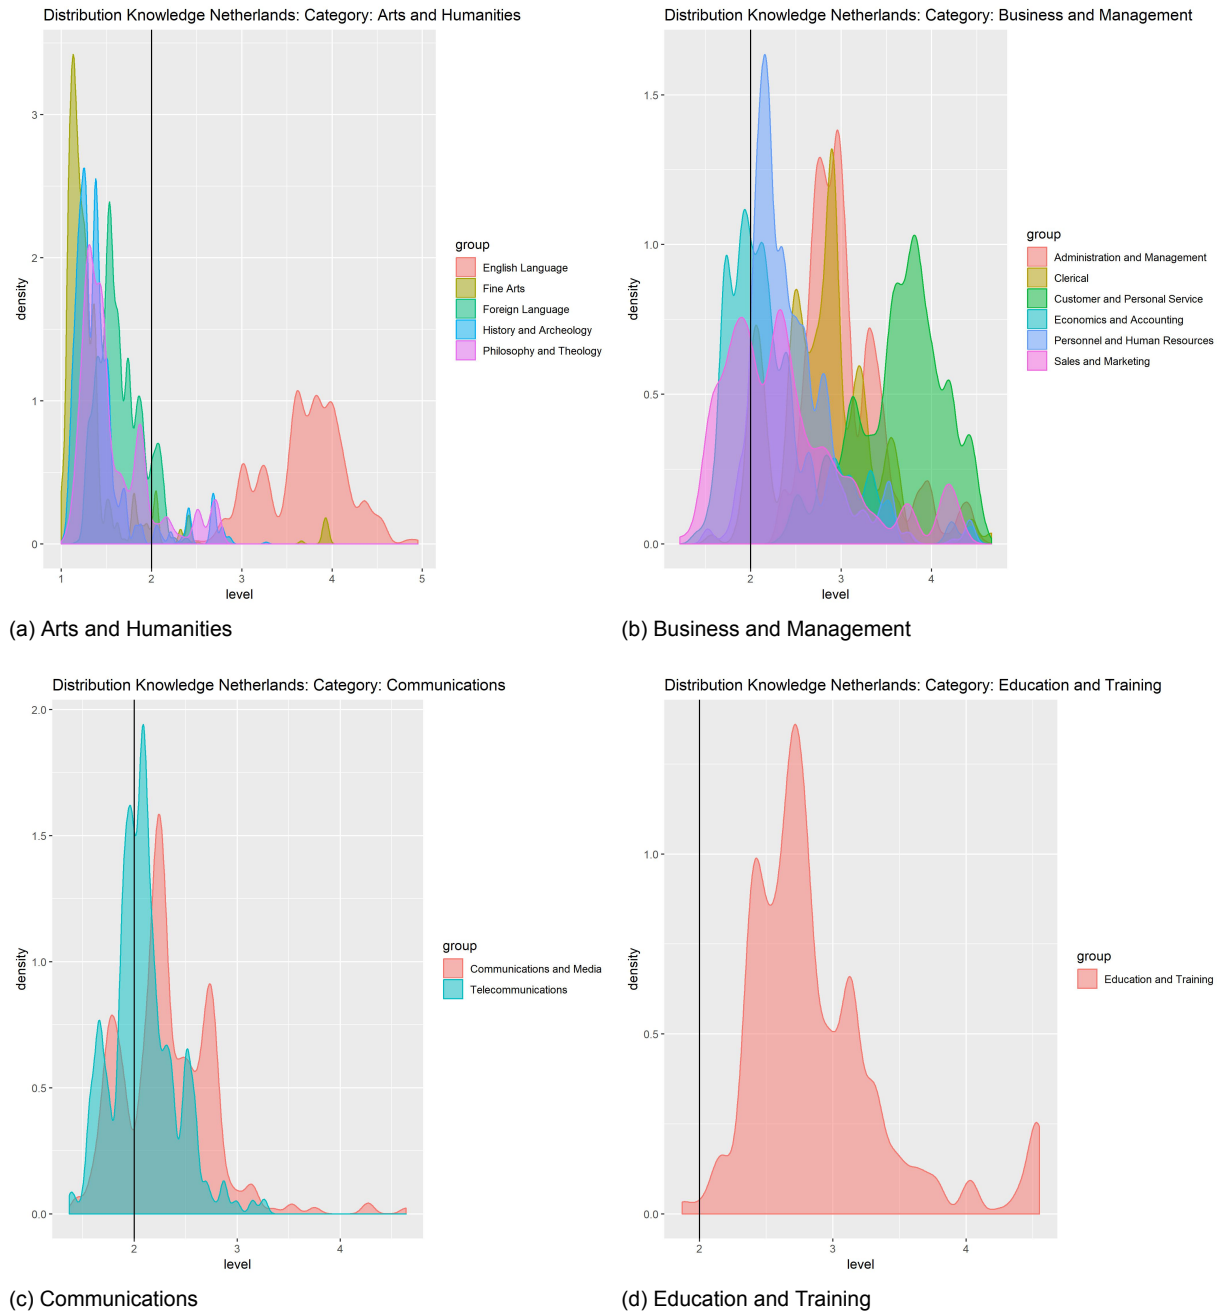 Distribution Knowledge Netherlands: Category: Arts and Humanities
density
3
2
1
0
1
2
3
4
5
level
group
English Language
Fine Arts
Foreign Language
History and Archeology
Philosophy and Theology
(a) Arts and Humanities
Distribution Knowledge Netherlands: Category: Business and Management
density
1.5
1.0
0.5
0.0
2
3
4
level
group
Administration and Management
Clerical
Customer and Personal Service
Economics and Accounting
Personnel and Human Resources
Sales and Marketing
(b) Business and Management
Distribution Knowledge Netherlands: Category: Communications
density
2.0
1.5
1.0
0.5
0.0
2
3
4
level
group
Communications and Media
Telecommunications
(c) Communications
Distribution Knowledge Netherlands: Category: Education and Training
density
1.0
0.5
0.0
2
3
4
level
group
Education and Training
(d) Education and Training